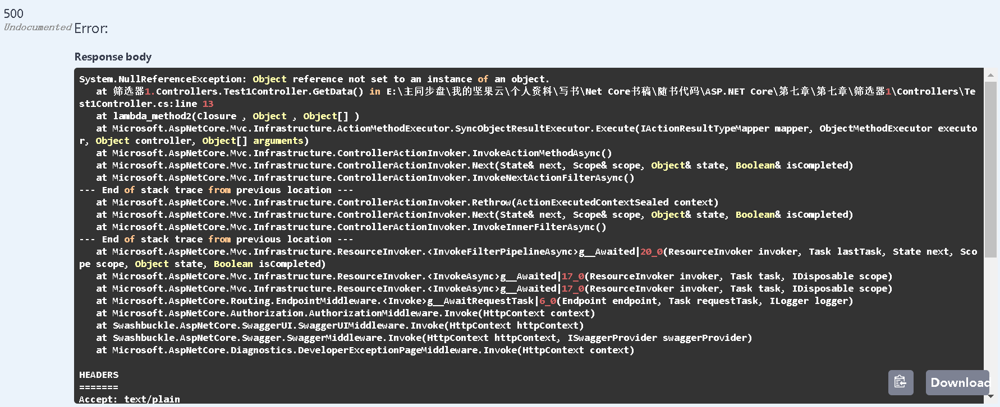 500
Undocumented Error:
Response body
System.NullReferenceException: Object reference not set to an instance of an object.
   at 筛选器1.Controllers.Test1Controller.GetData() in E:\主同步盘\我的坚果云\个人资料\写书\Net Core书稿\随书代码\ASP.NET Core\第七章\第七章\筛选器1\Controllers\Te
st1Controller.cs:line 13
   at lambda_method2(Closure , Object , Object[] )
   at Microsoft.AspNetCore.Mvc.Infrastructure.ActionMethodExecutor.SyncObjectResultExecutor.Execute(IActionResultTypeMapper mapper, ObjectMethodExecutor executo
r, Object controller, Object[] arguments)
   at Microsoft.AspNetCore.Mvc.Infrastructure.ControllerActionInvoker.InvokeActionMethodAsync()
   at Microsoft.AspNetCore.Mvc.Infrastructure.ControllerActionInvoker.Next(State& next, Scope& scope, Object& state, Boolean& isCompleted)
   at Microsoft.AspNetCore.Mvc.Infrastructure.ControllerActionInvoker.InvokeNextActionFilterAsync()
--- End of stack trace from previous location ---
   at Microsoft.AspNetCore.Mvc.Infrastructure.ControllerActionInvoker.Rethrow(ActionExecutedContextSealed context)
   at Microsoft.AspNetCore.Mvc.Infrastructure.ControllerActionInvoker.Next(State& next, Scope& scope, Object& state, Boolean& isCompleted)
   at Microsoft.AspNetCore.Mvc.Infrastructure.ControllerActionInvoker.InvokeInnerFilterAsync()
--- End of stack trace from previous location ---
   at Microsoft.AspNetCore.Mvc.Infrastructure.ResourceInvoker.<InvokeFilterPipelineAsync>g__Awaited|20_0(ResourceInvoker invoker, Task lastTask, State next, Sco
pe scope, Object state, Boolean isCompleted)
   at Microsoft.AspNetCore.Mvc.Infrastructure.ResourceInvoker.<InvokeAsync>g__Awaited|17_0(ResourceInvoker invoker, Task task, IDisposable scope)
   at Microsoft.AspNetCore.Mvc.Infrastructure.ResourceInvoker.<InvokeAsync>g__Awaited|17_0(ResourceInvoker invoker, Task task, IDisposable scope)
   at Microsoft.AspNetCore.Routing.EndpointMiddleware.<Invoke>g__AwaitRequestTask|6_0(Endpoint endpoint, Task requestTask, ILogger logger)
   at Microsoft.AspNetCore.Authorization.AuthorizationMiddleware.Invoke(HttpContext context)
   at Swashbuckle.AspNetCore.SwaggerUI.SwaggerUIMiddleware.Invoke(HttpContext httpContext)
   at Swashbuckle.AspNetCore.Swagger.SwaggerMiddleware.Invoke(HttpContext httpContext, ISwaggerProvider swaggerProvider)
   at Microsoft.AspNetCore.Diagnostics.DeveloperExceptionPageMiddleware.Invoke(HttpContext context)
HEADERS
=======
Accept: text/plain
Download